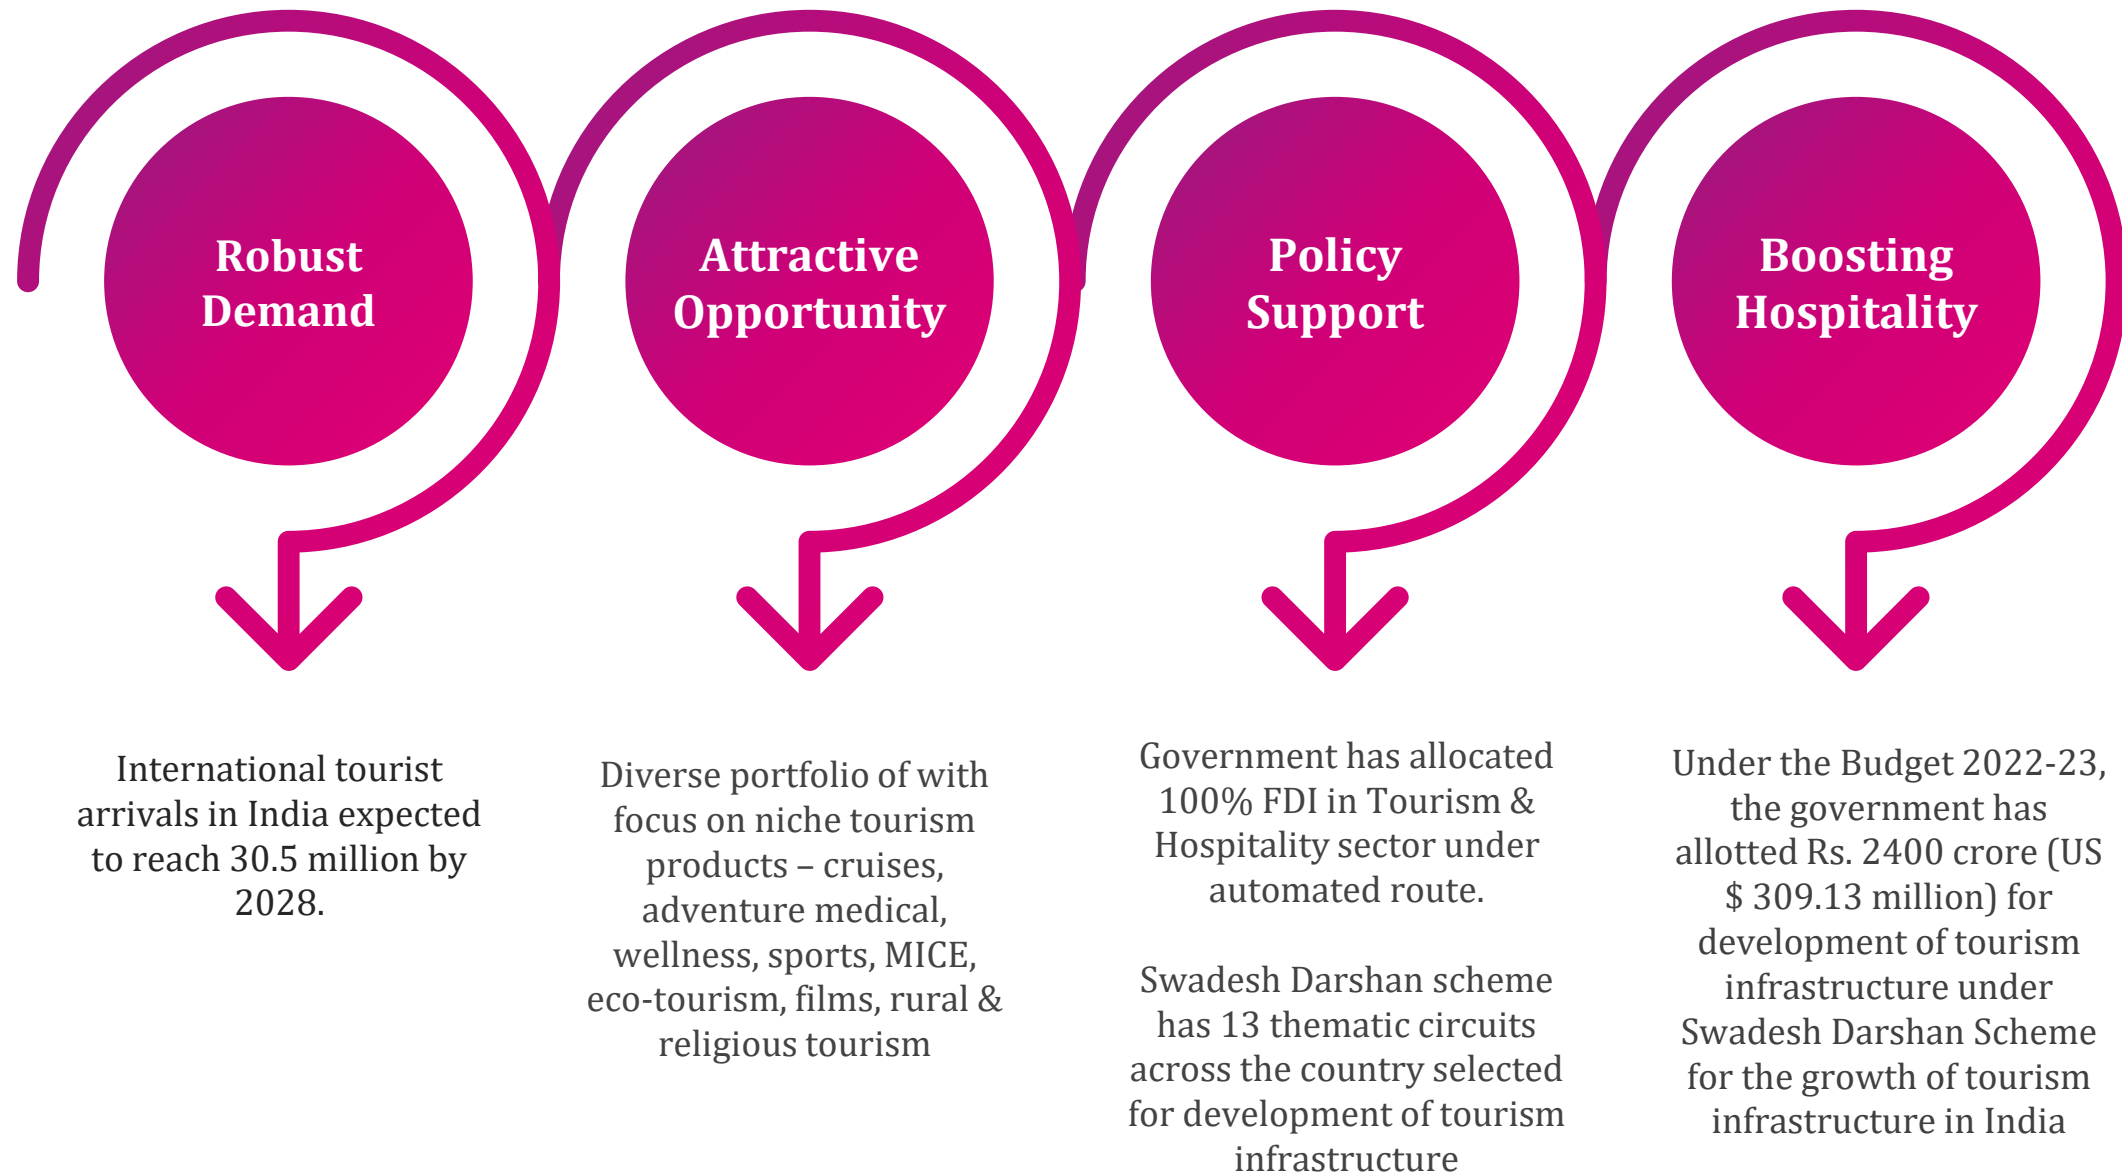 Robust
Demand
Attractive
Opportunity
Policy
Support
Boosting
Hospitality
International tourist
arrivals in India expected
to reach 30.5 million by
2028.
Diverse portfolio of with
focus on niche tourism
products – cruises,
adventure medical,
wellness, sports, MICE,
eco-tourism, films, rural &
religious tourism
Government has allocated
100% FDI in Tourism &
Hospitality sector under
automated route.
Swadesh Darshan scheme
has 13 thematic circuits
across the country selected
for development of tourism
infrastructure
Under the Budget 2022-23,
the government has
allotted Rs. 2400 crore (US
$ 309.13 million) for
development of tourism
infrastructure under
Swadesh Darshan Scheme
for the growth of tourism
infrastructure in India